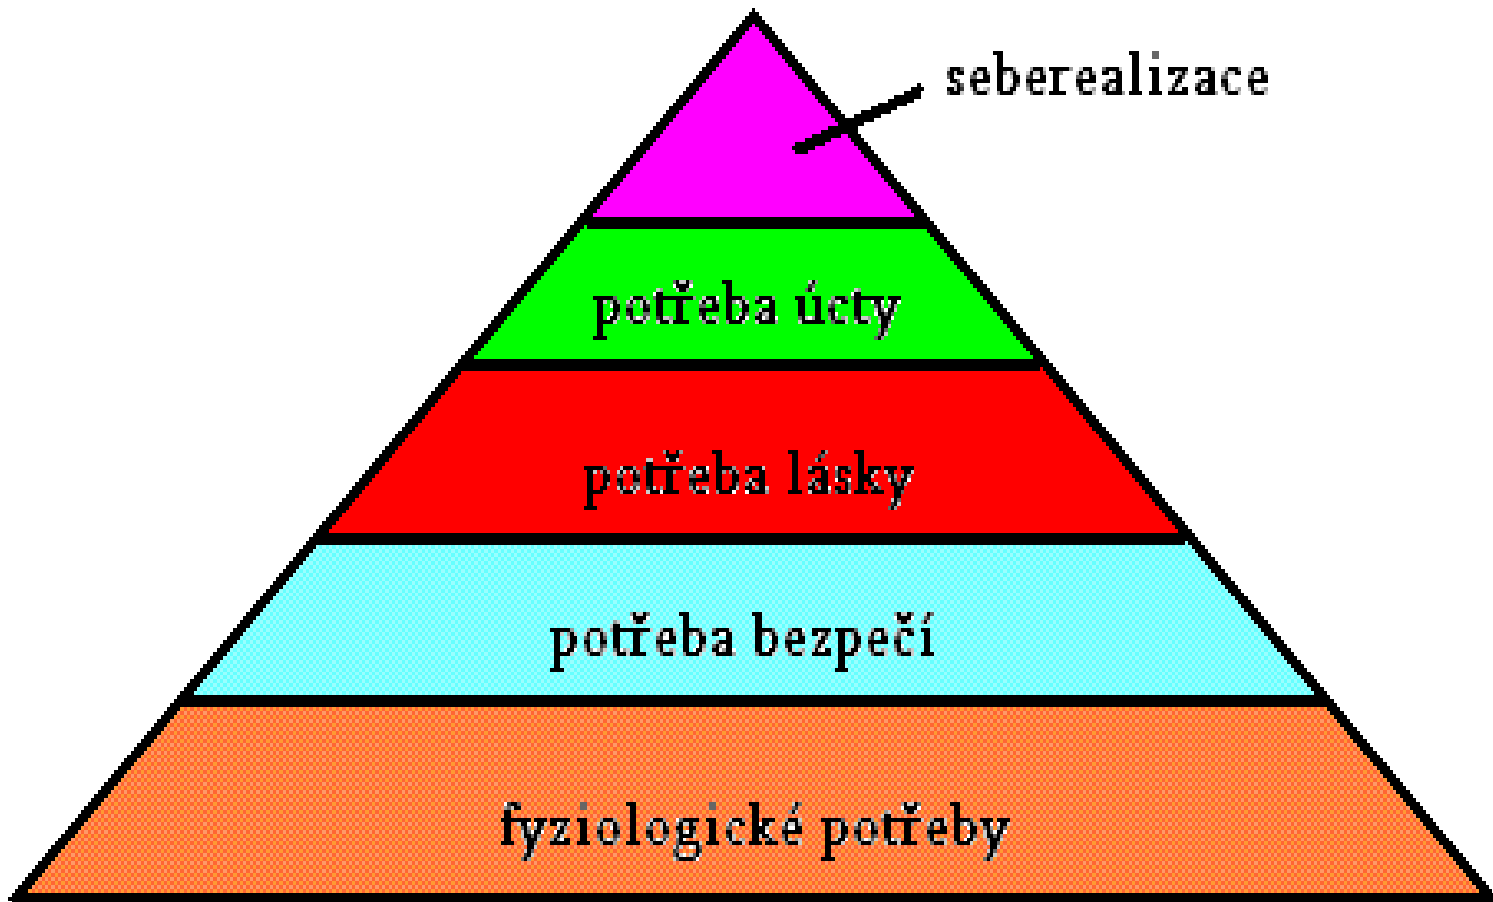 seberealizace
potřeba úcty
potřeba lásky
potřeba bezpečí
fyziologické potřeby